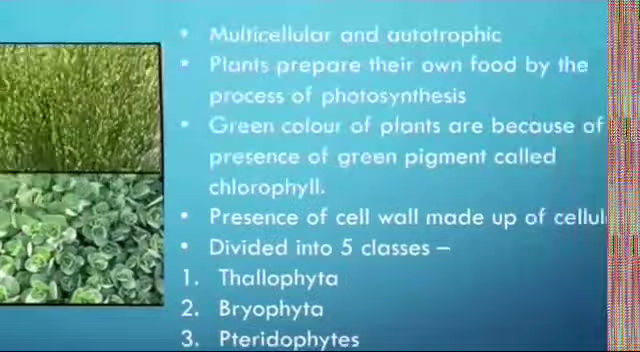 • Multicellular and autotrophic
• Plants prepare their own food by the
process of photosynthesis
• Green colour of plants are because of
presence of green pigment called
chlorophyll.
• Presence of cell wall made up of cellul
• Divided into 5 classes –
1. Thallophyta
2. Bryophyta
3. Pteridophytes